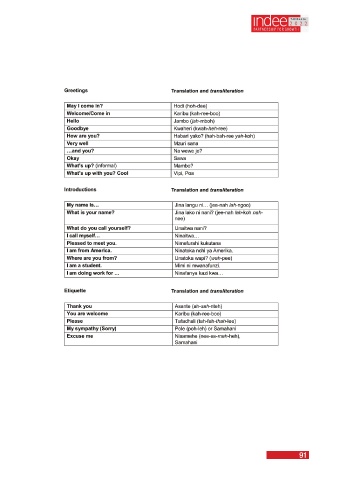 indee
2023
Greetings Translation and transliteration
May I come in? Hodi (hoh-dee)
Welcome/Come in Karibu (kah-ree-boo)
Hello Jambo (jah-mboh)
Goodbye Kwaheri (kwah-heh-ree)
How are you? Habari yako? (hah-bah-ree yah-koh)
Very well Mzuri sana
…and you? Na wewe je?
Okay Sawa
What's up? (informal) Mambo?
What's up with you? Cool Vipi, Poa
Introductions Translation and transliteration
My name is… Jina langu ni… (jee-nah lah-ngoo)
What is your name? Jina lako ni nani? (jee-nah lah-koh nah-
nee)
What do you call yourself? Unaitwa nani?
I call myself… Ninaitwa…
Pleased to meet you. Ninafurahi kukutana
I am from America. Ninatoka nchi ya Amerika.
Where are you from? Unatoka wapi? (wah-pee)
I am a student. Mimi ni mwanafunzi.
I am doing work for … Ninafanya kazi kwa…
Etiquette Translation and transliteration
Thank you Asante (ah-sah-nteh)
You are welcome Karibu (kah-ree-boo)
Please Tafadhali (tah-fah-thah-lee)
My sympathy (Sorry) Pole (poh-leh) or Samahani
Excuse me Nisamehe (nee-sa-meh-heh),
Samahani
91